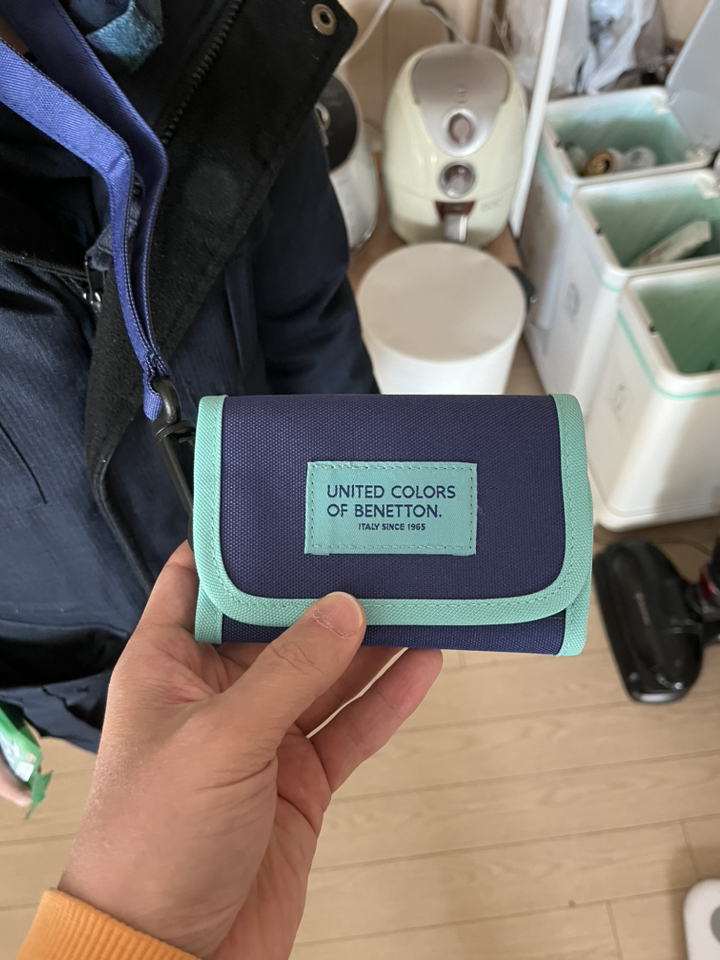 UNITED COLORS
OF BENETTON.
ITALY SINCE 1965